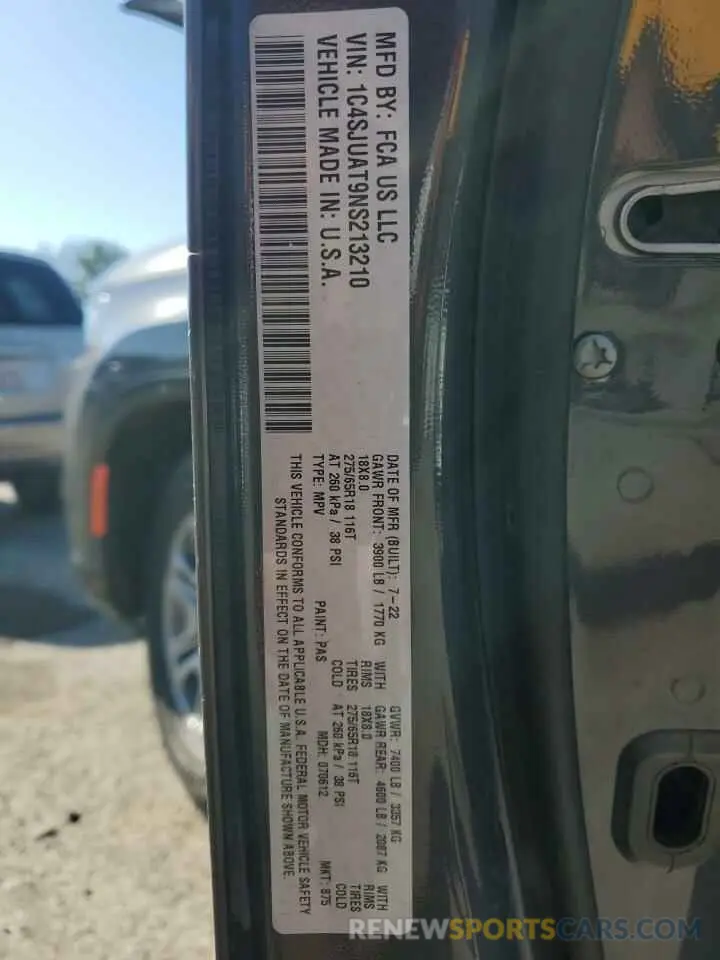 MFD BY: FCA US LLC
VIN: 1C4SJUAT9NS213210
VEHICLE MADE IN: U.S.A.
DATE OF MFR (BUILT): 7-22 GVWR: 7400 LB / 3357 KG
GAWR FRONT: 3900 LB / 1770 KG WITH GAWR REAR: 4600 LB / 2087 KG WITH
18X8.0 RIMS 18X8.0 RIMS
275/65R18 116T TIRES 275/65R18 116T TIRES
AT 260 kPa / 38 PSI COLD AT 260 kPa / 38 PSI COLD
TYPE: MPV PAINT: PAS MDH: 070612 MKT: 875
THIS VEHICLE CONFORMS TO ALL APPLICABLE U.S.A. FEDERAL MOTOR VEHICLE SAFETY
STANDARDS IN EFFECT ON THE DATE OF MANUFACTURE SHOWN ABOVE.
RENEWSTOCKCARS.COM